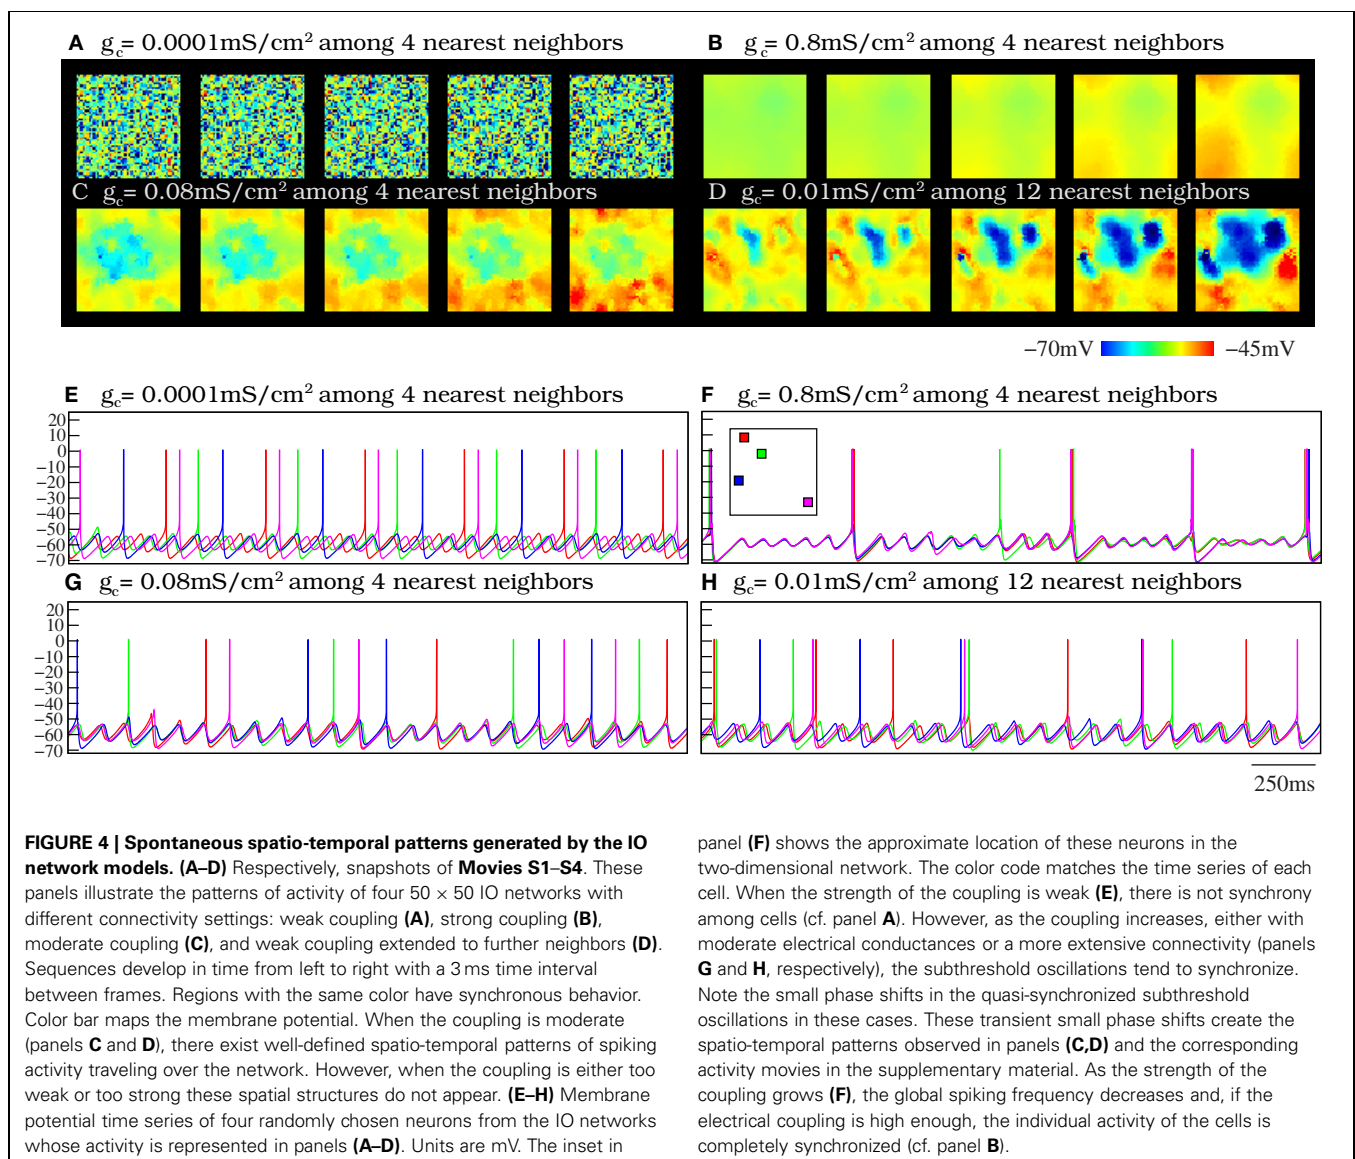 A g_c= 0.0001mS/cm² among 4 nearest neighbors
B g_c= 0.8mS/cm² among 4 nearest neighbors
C g_c= 0.08mS/cm² among 4 nearest neighbors
D g_c= 0.01mS/cm² among 12 nearest neighbors
−70mV −45mV
E g_c= 0.0001mS/cm² among 4 nearest neighbors
20
10
0
−10
−20
−30
−40
−50
−60
−70
F g_c= 0.8mS/cm² among 4 nearest neighbors
G g_c= 0.08mS/cm² among 4 nearest neighbors
20
10
0
−10
−20
−30
−40
−50
−60
−70
H g_c= 0.01mS/cm² among 12 nearest neighbors
250ms
FIGURE 4 | Spontaneous spatio-temporal patterns generated by the IO
network models. (A–D) Respectively, snapshots of Movies S1–S4. These
panels illustrate the patterns of activity of four 50 × 50 IO networks with
different connectivity settings: weak coupling (A), strong coupling (B),
moderate coupling (C), and weak coupling extended to further neighbors (D).
Sequences develop in time from left to right with a 3 ms time interval
between frames. Regions with the same color have synchronous behavior.
Color bar maps the membrane potential. When the coupling is moderate
(panels C and D), there exist well-defined spatio-temporal patterns of spiking
activity traveling over the network. However, when the coupling is either too
weak or too strong these spatial structures do not appear. (E–H) Membrane
potential time series of four randomly chosen neurons from the IO networks
whose activity is represented in panels (A–D). Units are mV. The inset in
panel (F) shows the approximate location of these neurons in the
two-dimensional network. The color code matches the time series of each
cell. When the strength of the coupling is weak (E), there is not synchrony
among cells (cf. panel A). However, as the coupling increases, either with
moderate electrical conductances or a more extensive connectivity (panels
G and H, respectively), the subthreshold oscillations tend to synchronize.
Note the small phase shifts in the quasi-synchronized subthreshold
oscillations in these cases. These transient small phase shifts create the
spatio-temporal patterns observed in panels (C,D) and the corresponding
activity movies in the supplementary material. As the strength of the
coupling grows (F), the global spiking frequency decreases and, if the
electrical coupling is high enough, the individual activity of the cells is
completely synchronized (cf. panel B).